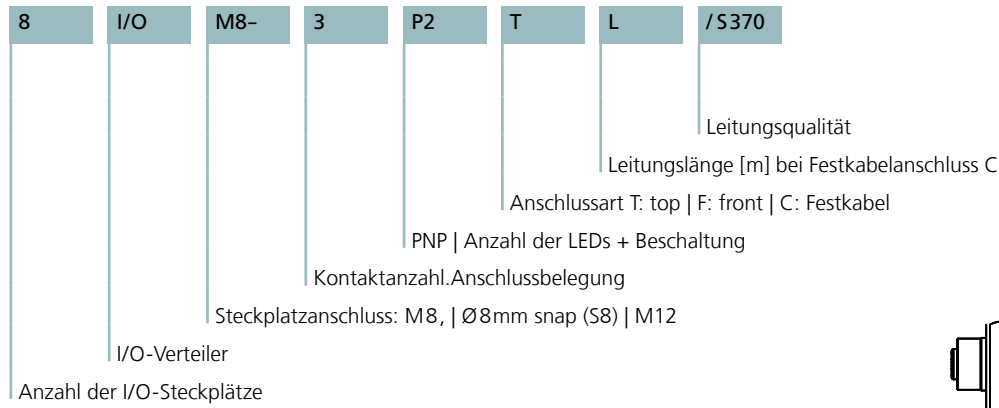 8 I/O M8– 3 P2 T L /S370
Leitungsqualität
Leitungslänge [m] bei Festkabelanschluss C
Anschlussart T: top | F: front | C: Festkabel
PNP | Anzahl der LEDs + Beschaltung
Kontaktanzahl.Anschlussbelegung
Steckplatzanschluss: M8, | Ø8mm snap (S8) | M12
I/O-Verteiler
Anzahl der I/O-Steckplätze